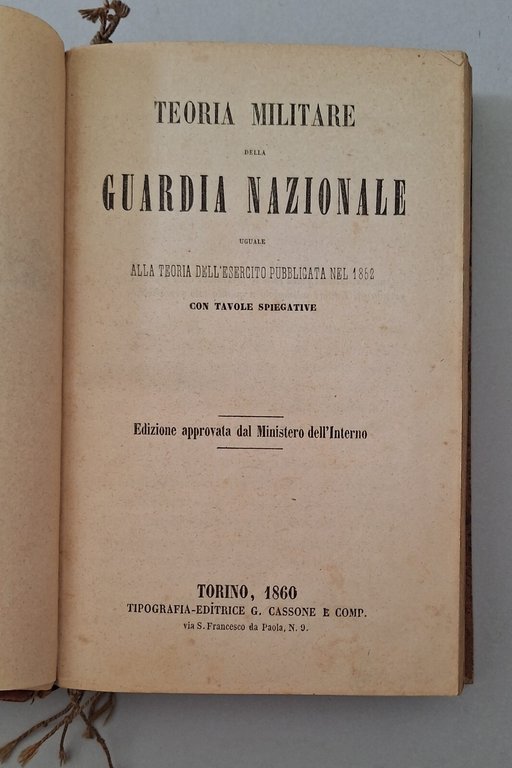 TEORIA MILITARE
DELLA
GUARDIA NAZIONALE
UGUALE
ALLA TEORIA DELL'ESERCITO PUBBLICATA NEL 1852
CON TAVOLE SPIEGATIVE
Edizione approvata dal Ministero dell'Interno
TORINO, 1860
TIPOGRAFIA-EDITRICE G. CASSONE E COMP.
via S. Francesco da Paola, N. 9.